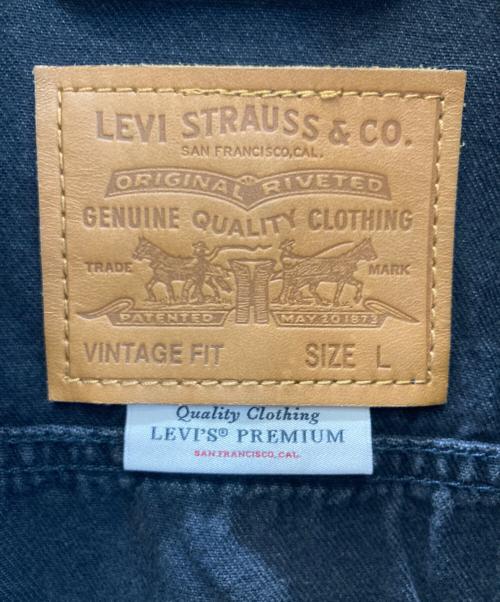 LEVI STRAUSS & CO.
SAN FRANCISCO, CAL.
ORIGINAL RIVETED
GENUINE QUALITY CLOTHING
TRADE MARK
PATENTED MAY 20 1873
VINTAGE FIT SIZE L
Quality Clothing
LEVI'S® PREMIUM
SAN FRANCISCO, CAL.